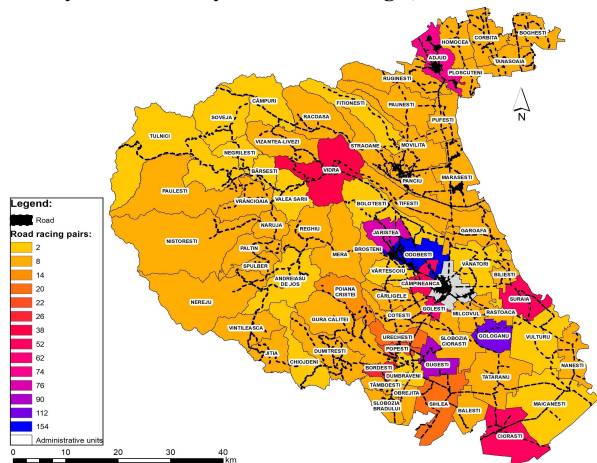 HOMOCEA
CORBITA
BOGHESTI
ADJUD
TANASOAIA
PLOSCUTENI
RUGINESTI
N
CÂMPURI
FITIONESTI
PAUNESTI
SOVEJA
RACOASA
PUFESTI
TULNICI
VIZANTEA-LIVEZI
STRAOANE
MOVILITA
NEGRILESTI
BÂRSESTI
VIDRA
PANCIU
MARASESTI
PAULESTI
VRÂNCIOAIA
VALEA SARII
BOLOTESTI
TIFESTI
Legend:
Road
Road racing pairs:
2
8
14
20
22
26
38
52
62
74
76
90
112
154
Administrative units
NARUJA
REGHIU
JARISTEA
GAROAFA
NISTORESTI
PALTIN
MERA
BROSTENI
ODOBESTI
SPULBER
VÂRTESCOIU
VÂNATORI
BILIESTI
ANDREIASU
DE JOS
CÂMPINEANCA
NEREJU
POIANA
CRISTEI
CÂRLIGELE
SURAIA
GOLESTI
MILCOVUL
RASTOACA
GURA CALITEI
COTESTI
VINTILEASCA
URECHESTI
SLOBOZIA
CIORASTI
GOLOGANU
VULTURU
JITIA
DUMITRESTI
POPESTI
CHIOJDENI
BORDESTI
GUGESTI
NANESTI
DUMBRAVENI
TATARANU
TÂMBOESTI
OBREJITA
SLOBOZIA
BRADULUI
SIHLEA
BALESTI
MAICANESTI
CIORASTI
0 10 20 30 40
km